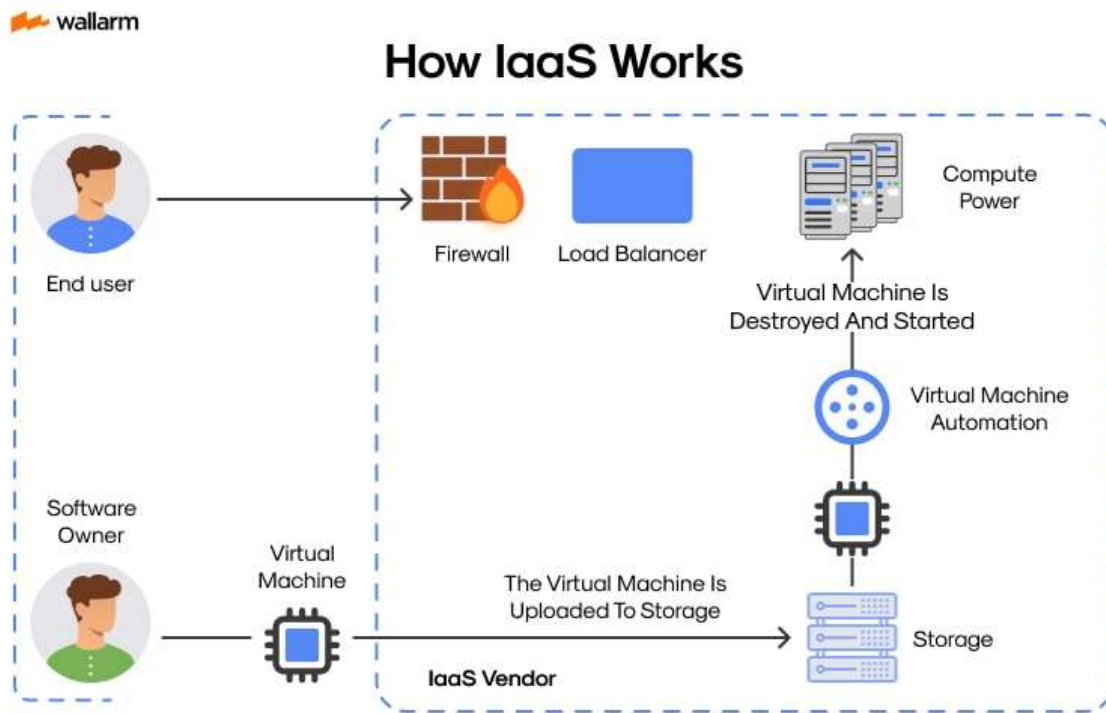 wallarm
How IaaS Works
End user
Firewall
Load Balancer
Compute
Power
Virtual Machine Is
Destroyed And Started
Virtual Machine
Automation
Software
Owner
Virtual
Machine
The Virtual Machine Is
Uploaded To Storage
Storage
IaaS Vendor